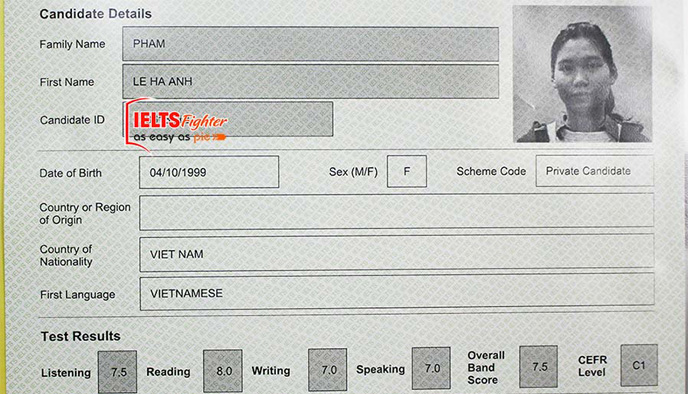 Candidate Details
Family Name PHAM
First Name LE HA ANH
Candidate ID IELTS Fighter
as easy as pie
Date of Birth 04/10/1999 Sex (M/F) F Scheme Code Private Candidate
Country or Region
of Origin
Country of
Nationality VIET NAM
First Language VIETNAMESE
Test Results
Listening 7.5 Reading 8.0 Writing 7.0 Speaking 7.0 Overall Band Score 7.5 CEFR Level C1